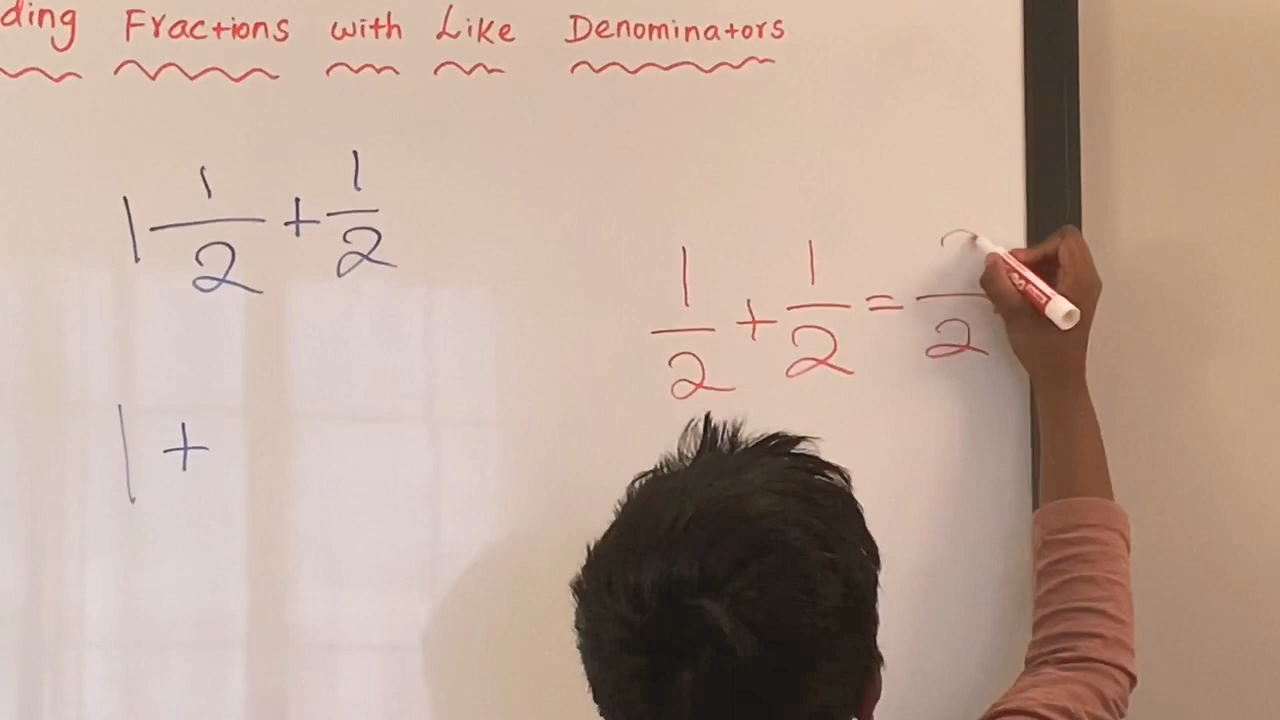 ding Fractions with Like Denominators
1 1/2 + 1/2
1/2 + 1/2 = /2
1 +